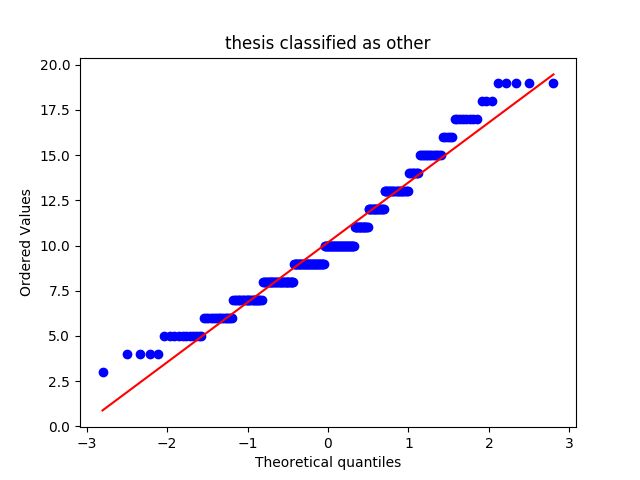 thesis classified as other
20.0
17.5
15.0
12.5
10.0
7.5
5.0
2.5
0.0
Ordered Values
−3 −2 −1 0 1 2 3
Theoretical quantiles